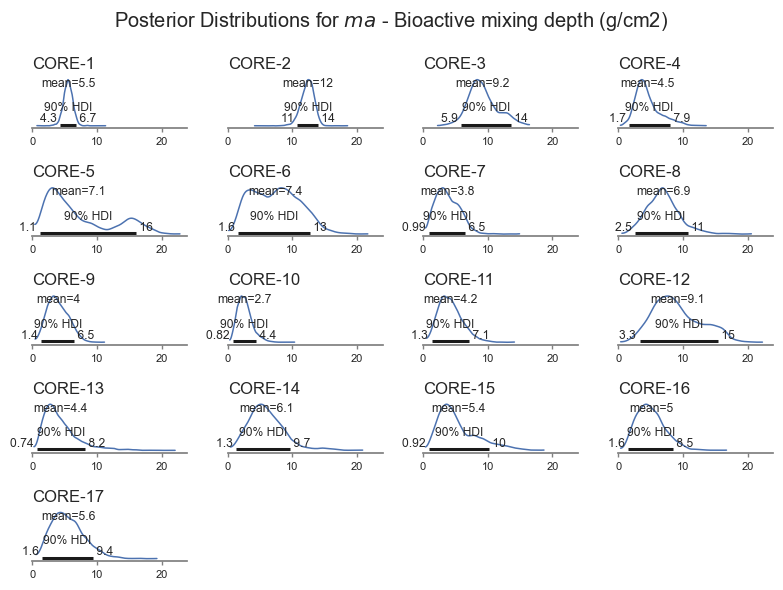 Posterior Distributions for ma - Bioactive mixing depth (g/cm2)
CORE-1
mean=5.5
90% HDI
4.3 6.7
0 10 20
CORE-2
mean=12
90% HDI
11 14
0 10 20
CORE-3
mean=9.2
90% HDI
5.9 14
0 10 20
CORE-4
mean=4.5
90% HDI
1.7 7.9
0 10 20
CORE-5
mean=7.1
90% HDI
1.1 16
0 10 20
CORE-6
mean=7.4
90% HDI
1.6 13
0 10 20
CORE-7
mean=3.8
90% HDI
0.99 6.5
0 10 20
CORE-8
mean=6.9
90% HDI
2.5 11
0 10 20
CORE-9
mean=4
90% HDI
1.4 6.5
0 10 20
CORE-10
mean=2.7
90% HDI
0.82 4.4
0 10 20
CORE-11
mean=4.2
90% HDI
1.3 7.1
0 10 20
CORE-12
mean=9.1
90% HDI
3.3 15
0 10 20
CORE-13
mean=4.4
90% HDI
0.74 8.2
0 10 20
CORE-14
mean=6.1
90% HDI
1.3 9.7
0 10 20
CORE-15
mean=5.4
90% HDI
0.92 10
0 10 20
CORE-16
mean=5
90% HDI
1.6 8.5
0 10 20
CORE-17
mean=5.6
90% HDI
1.6 9.4
0 10 20